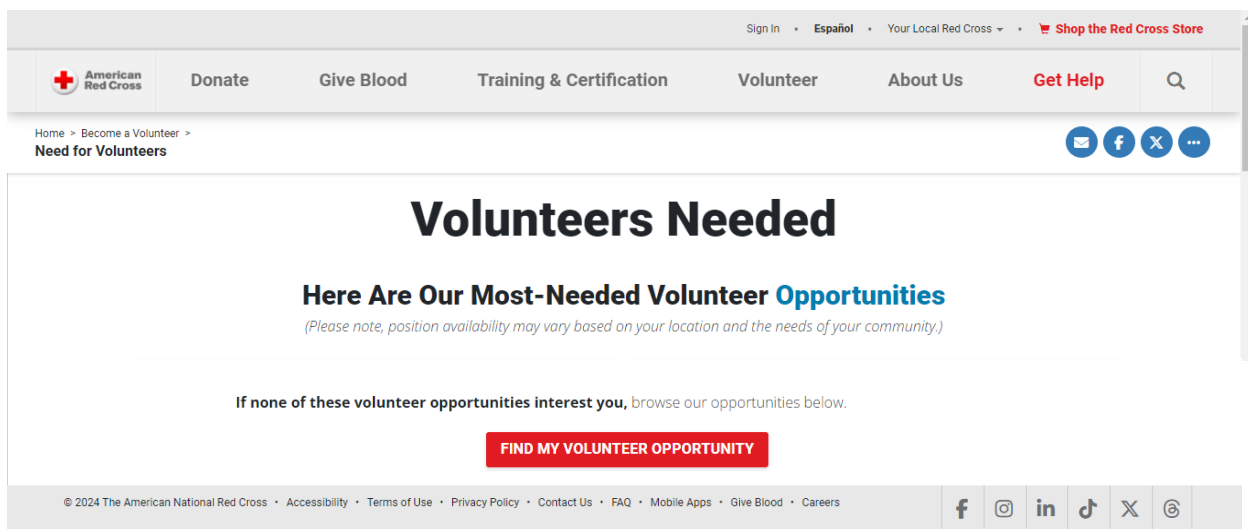 Sign In • Español • Your Local Red Cross • Shop the Red Cross Store
American
Red Cross
Donate
Give Blood
Training & Certification
Volunteer
About Us
Get Help
Home > Become a Volunteer >
Need for Volunteers
Volunteers Needed
Here Are Our Most-Needed Volunteer Opportunities
(Please note, position availability may vary based on your location and the needs of your community.)
If none of these volunteer opportunities interest you, browse our opportunities below.
FIND MY VOLUNTEER OPPORTUNITY
© 2024 The American National Red Cross • Accessibility • Terms of Use • Privacy Policy • Contact Us • FAQ • Mobile Apps • Give Blood • Careers